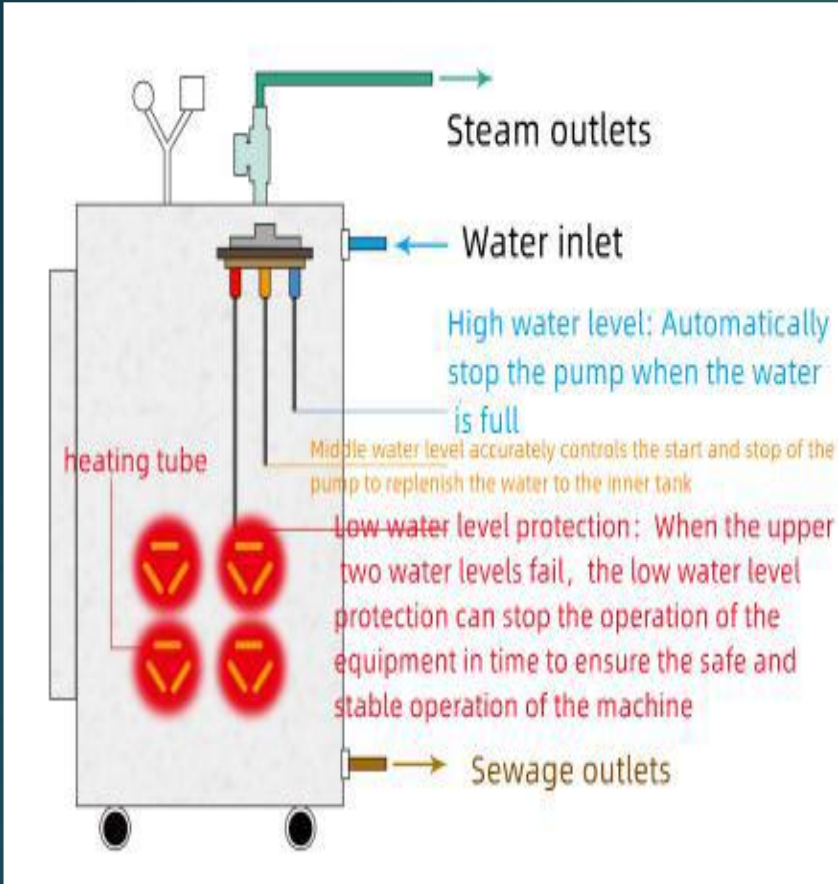 Steam outlets
Water inlet
High water level: Automatically
stop the pump when the water
is full
Middle water level accurately controls the start and stop of the
pump to replenish the water to the inner tank
heating tube
Low water level protection: When the upper
two water levels fail, the low water level
protection can stop the operation of the
equipment in time to ensure the safe and
stable operation of the machine
Sewage outlets